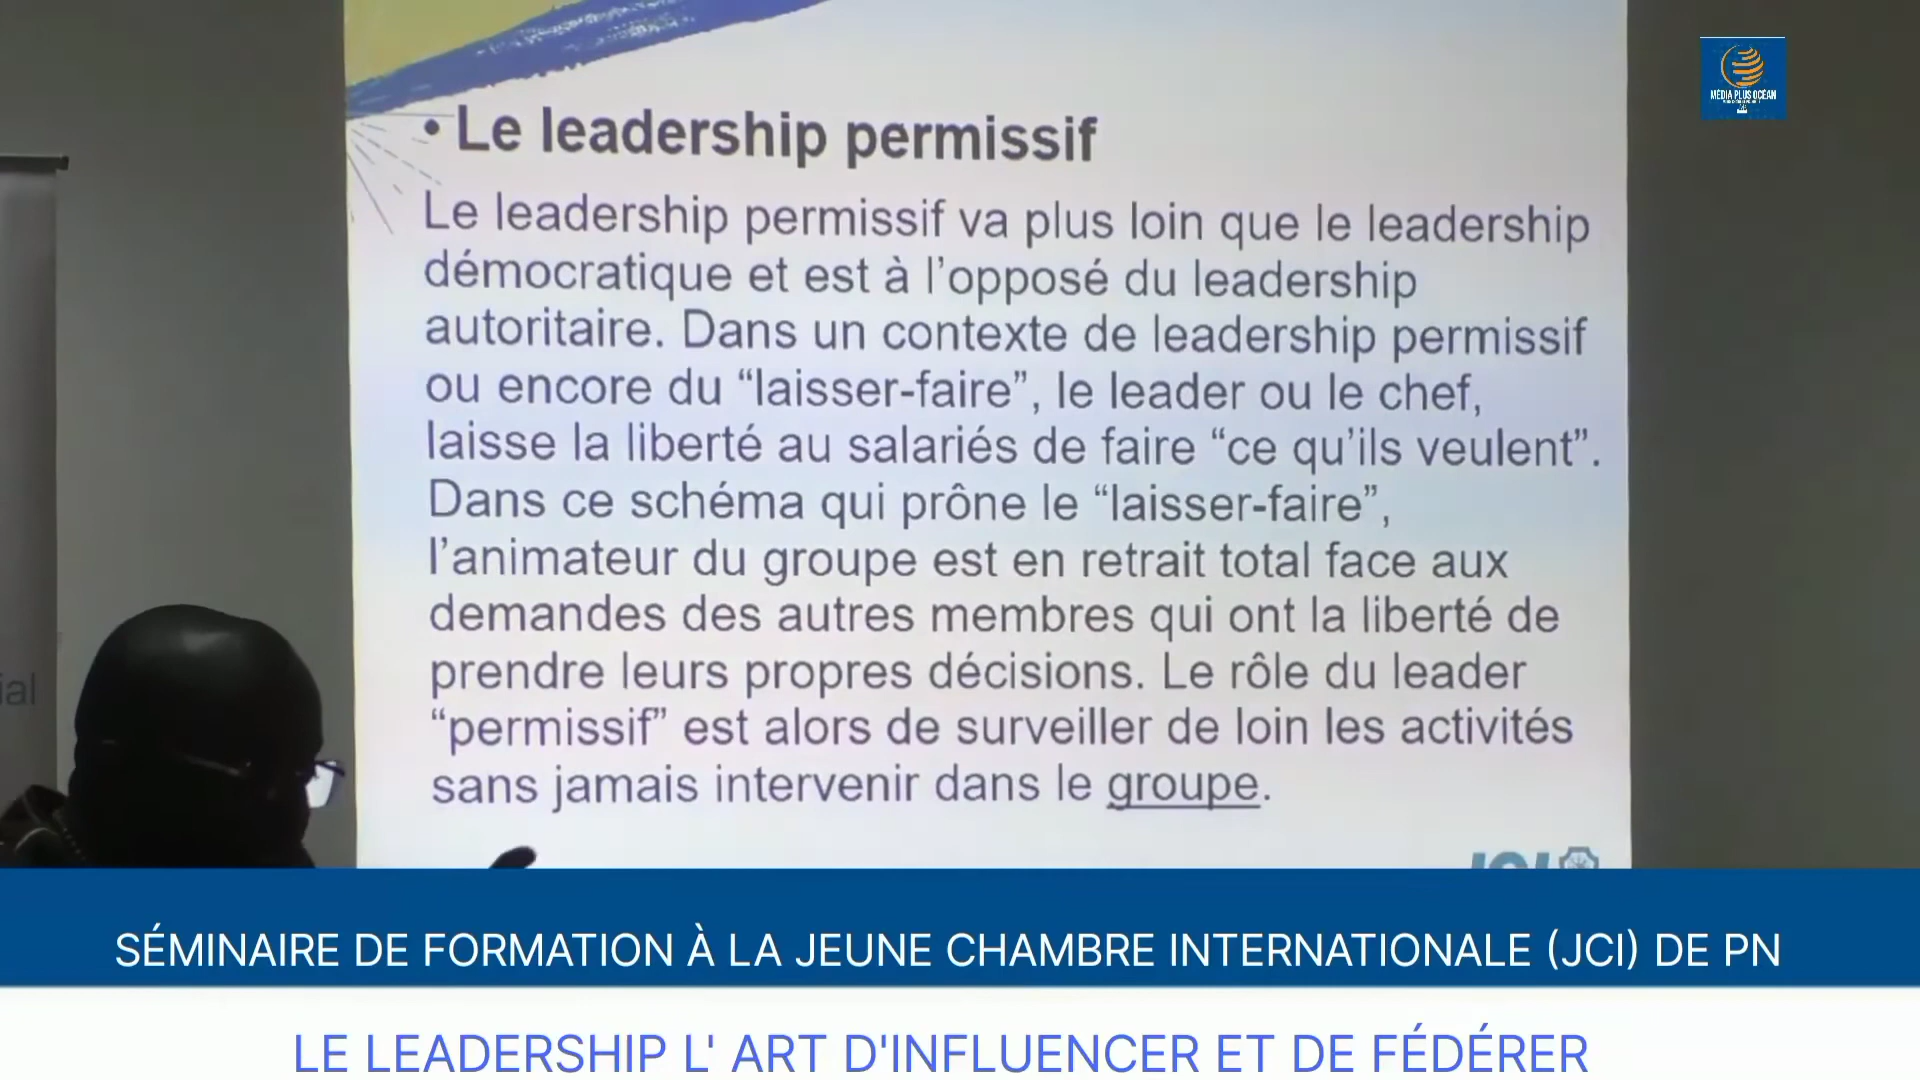 MÉDIA PLUS OCÉAN
• Le leadership permissif
Le leadership permissif va plus loin que le leadership
démocratique et est à l’opposé du leadership
autoritaire. Dans un contexte de leadership permissif
ou encore du “laisser-faire”, le leader ou le chef,
laisse la liberté au salariés de faire “ce qu’ils veulent”.
Dans ce schéma qui prône le “laisser-faire”,
l’animateur du groupe est en retrait total face aux
demandes des autres membres qui ont la liberté de
prendre leurs propres décisions. Le rôle du leader
“permissif” est alors de surveiller de loin les activités
sans jamais intervenir dans le groupe.
ial
JCI
SÉMINAIRE DE FORMATION À LA JEUNE CHAMBRE INTERNATIONALE (JCI) DE PN
LE LEADERSHIP L' ART D'INFLUENCER ET DE FÉDÉRER